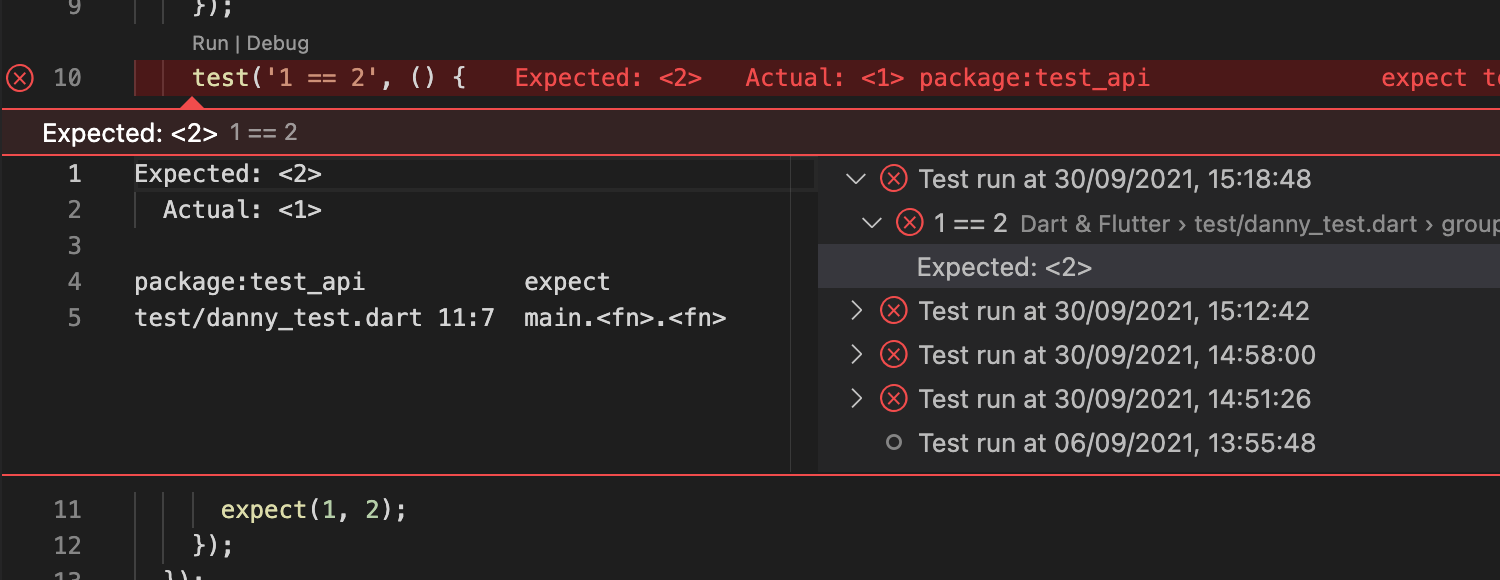 9 });
Run | Debug
10 test('1 == 2', () { Expected: <2> Actual: <1> package:test_api expect
Expected: <2> 1 == 2
1 Expected: <2>
2 Actual: <1>
3
4 package:test_api expect
5 test/danny_test.dart 11:7 main.<fn>.<fn>
Test run at 30/09/2021, 15:18:48
1 == 2 Dart & Flutter › test/danny_test.dart › group
Expected: <2>
Test run at 30/09/2021, 15:12:42
Test run at 30/09/2021, 14:58:00
Test run at 30/09/2021, 14:51:26
Test run at 06/09/2021, 13:55:48
11 expect(1, 2);
12 });
13 });